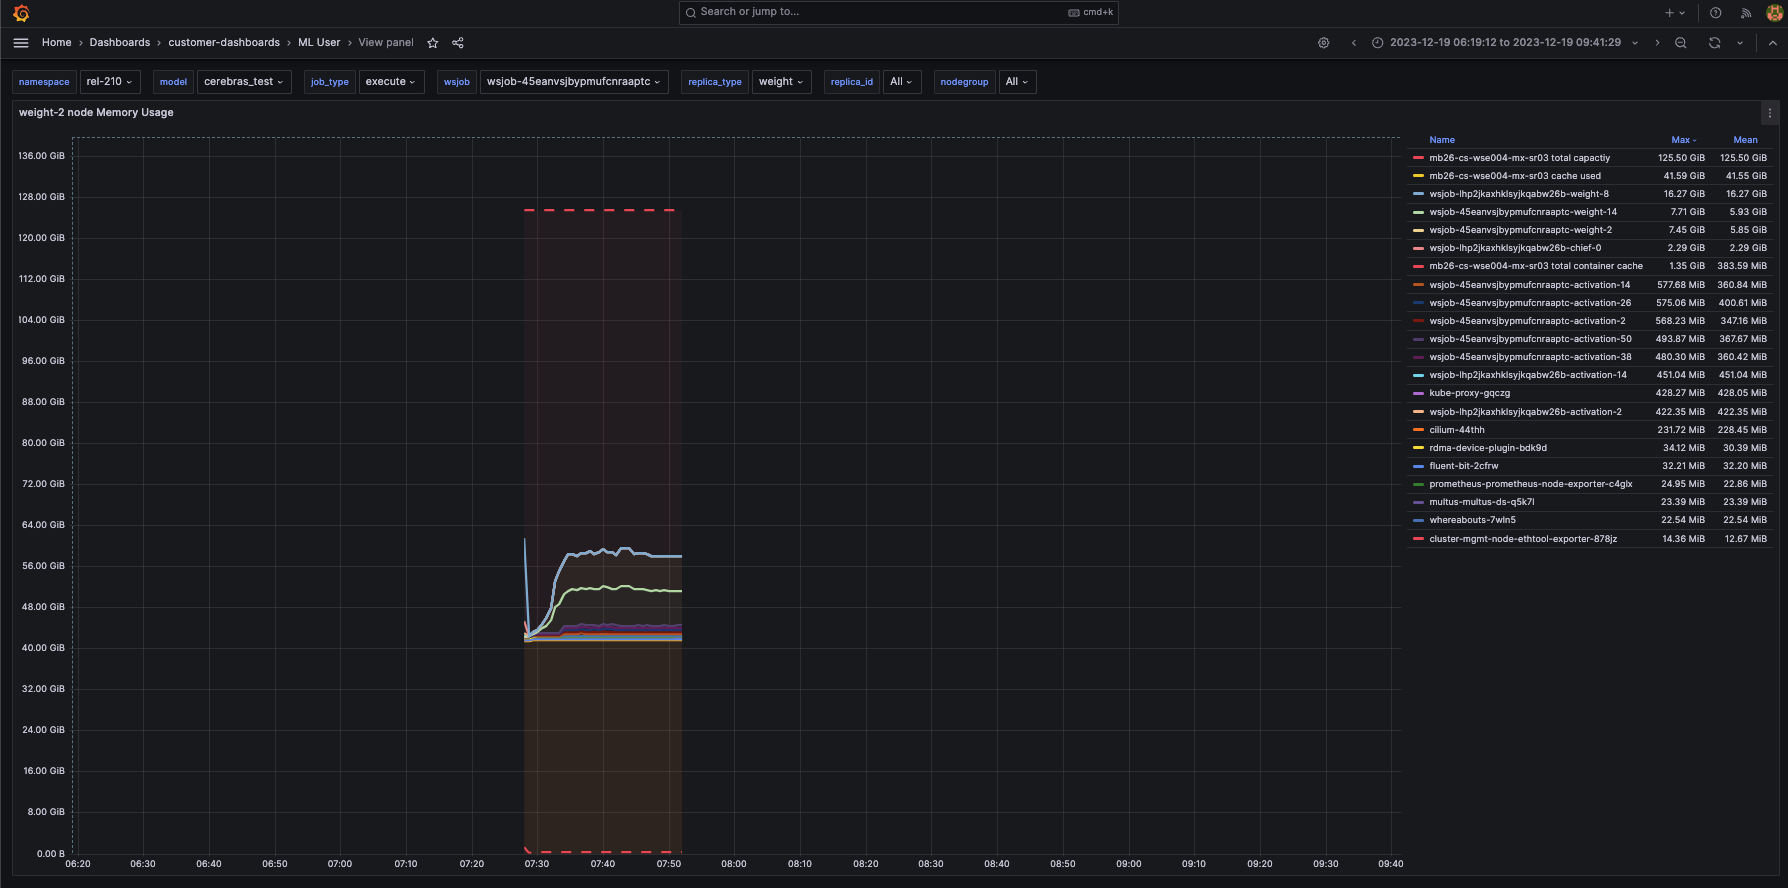 Search or jump to...
cmd+k
Home › Dashboards › customer-dashboards › ML User › View panel
2023-12-19 06:19:12 to 2023-12-19 09:41:29
namespace rel-210 model cerebras_test job_type execute wsjob wsjob-45eanvsjbypmufcnraaptc replica_type weight replica_id All nodegroup All
weight-2 node Memory Usage
136.00 GiB
128.00 GiB
120.00 GiB
112.00 GiB
104.00 GiB
96.00 GiB
88.00 GiB
80.00 GiB
72.00 GiB
64.00 GiB
56.00 GiB
48.00 GiB
40.00 GiB
32.00 GiB
24.00 GiB
16.00 GiB
8.00 GiB
0.00 B
06:20 06:30 06:40 06:50 07:00 07:10 07:20 07:30 07:40 07:50 08:00 08:10 08:20 08:30 08:40 08:50 09:00 09:10 09:20 09:30 09:40
Name Max Mean
mb26-cs-wse004-mx-sr03 total capactiy 125.50 GiB 125.50 GiB
mb26-cs-wse004-mx-sr03 cache used 41.59 GiB 41.55 GiB
wsjob-lhp2jkaxhklsyjkqabw26b-weight-8 16.27 GiB 16.27 GiB
wsjob-45eanvsjbypmufcnraaptc-weight-14 7.71 GiB 5.93 GiB
wsjob-45eanvsjbypmufcnraaptc-weight-2 7.45 GiB 5.85 GiB
wsjob-lhp2jkaxhklsyjkqabw26b-chief-0 2.29 GiB 2.29 GiB
mb26-cs-wse004-mx-sr03 total container cache 1.35 GiB 383.59 MiB
wsjob-45eanvsjbypmufcnraaptc-activation-14 577.68 MiB 360.84 MiB
wsjob-45eanvsjbypmufcnraaptc-activation-26 575.06 MiB 400.61 MiB
wsjob-45eanvsjbypmufcnraaptc-activation-2 568.23 MiB 347.16 MiB
wsjob-45eanvsjbypmufcnraaptc-activation-50 493.87 MiB 367.67 MiB
wsjob-45eanvsjbypmufcnraaptc-activation-38 480.30 MiB 360.42 MiB
wsjob-lhp2jkaxhklsyjkqabw26b-activation-14 451.04 MiB 451.04 MiB
kube-proxy-gqczg 428.27 MiB 428.05 MiB
wsjob-lhp2jkaxhklsyjkqabw26b-activation-2 422.35 MiB 422.35 MiB
cilium-44thh 231.72 MiB 228.45 MiB
rdma-device-plugin-bdk9d 34.12 MiB 30.39 MiB
fluent-bit-2cfrw 32.21 MiB 32.20 MiB
prometheus-prometheus-node-exporter-c4glx 24.95 MiB 22.86 MiB
multus-multus-ds-q5k7l 23.39 MiB 23.39 MiB
whereabouts-7wln5 22.54 MiB 22.54 MiB
cluster-mgmt-node-ethtool-exporter-878jz 14.36 MiB 12.67 MiB